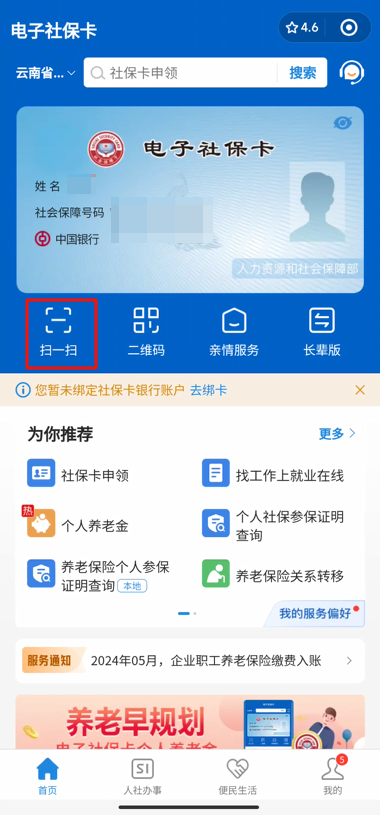 电子社保卡
4.6
云南省...
社保卡申领
搜索
电子社保卡
姓 名
社会保障号码
中国银行
人力资源和社会保障部
扫一扫
二维码
亲情服务
长辈版
您暂未绑定社保卡银行账户 去绑卡
为你推荐
更多
社保卡申领
找工作上就业在线
热
个人养老金
个人社保参保证明
查询
养老保险个人参保
证明查询 本地
养老保险关系转移
我的服务偏好
服务通知
2024年05月，企业职工养老保险缴费入账
养老早规划
电子社保卡个人养老金
首页
SI
人社办事
便民生活
5
我的